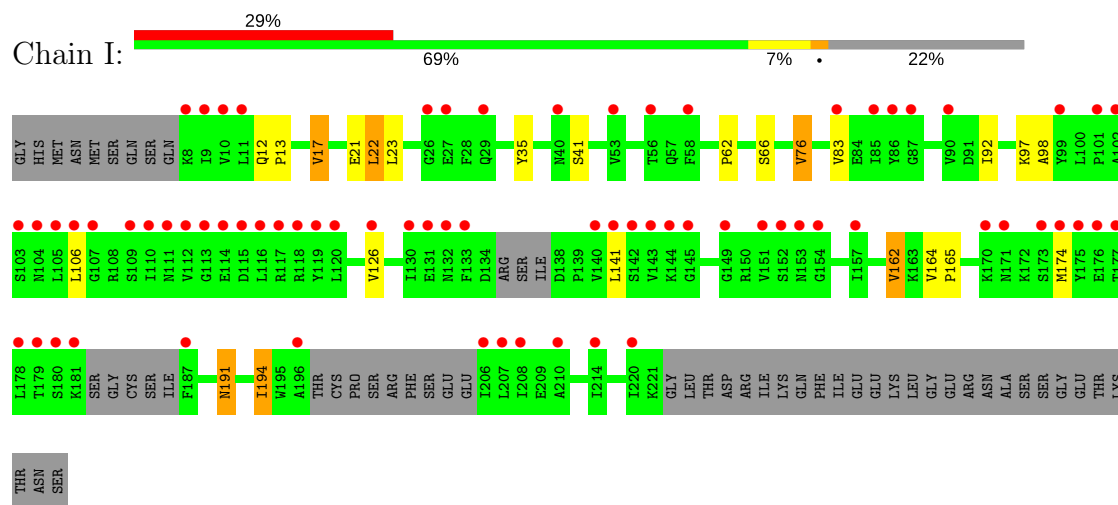 29%
Chain I:
69% 7% • 22%
GLY HIS MET ASN MET SER GLN SER GLN K8 I9 V10 L11 Q12 P13 V17 E21 L22 L23 G26 E27 F28 Q29 Y35 N40 S41 V53 T56 Q57 F58 P62 S66 V76 V83 E84 I85 Y86 G87 V90 D91 I92 K97 A98 Y99 L100 P101 A102
S103 N104 L105 L106 G107 R108 S109 I110 N111 V112 G113 E114 D115 L116 R117 R118 Y119 L120 V126 I130 E131 N132 F133 D134 ARG SER ILE D138 P139 V140 L141 S142 V143 K144 G145 G149 R150 V151 S152 N153 G154 I157 V162 K163 V164 P165 K170 N171 K172 S173 M174 Y175 E176 T177
L178 T179 S180 K181 SER GLY CYS SER ILE F187 N191 I194 W195 A196 THR CYS PRO SER ARG PHE SER GLU GLU I206 L207 I208 E209 A210 I214 I220 K221 GLY LEU THR ASP ARG ILE LYS GLN PHE ILE GLU GLU LYS LEU GLY GLU ARG ASN ALA SER SER GLY GLU THR LYS
THR ASN SER